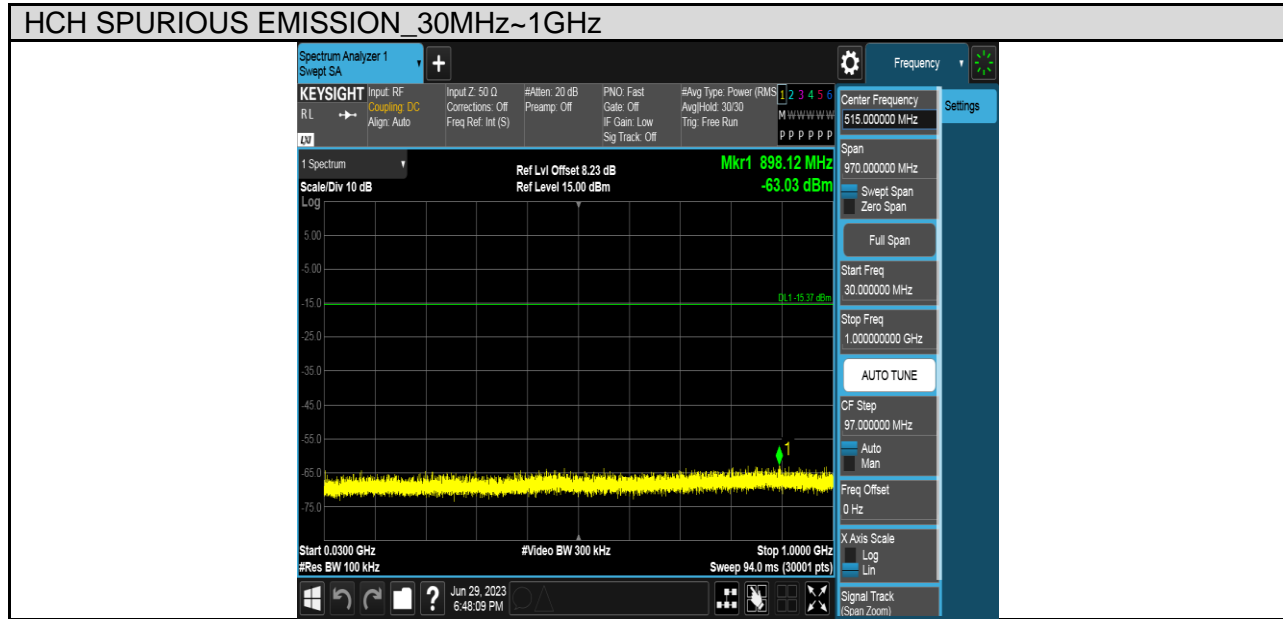 HCH SPURIOUS EMISSION_30MHz~1GHz
Spectrum Analyzer 1
Swept SA
+
Frequency
KEYSIGHT
RL
LXI
Input: RF
Coupling: DC
Align: Auto
Input Z: 50 Ω
Corrections: Off
Freq Ref: Int (S)
#Atten: 20 dB
Preamp: Off
PNO: Fast
Gate: Off
IF Gain: Low
Sig Track: Off
#Avg Type: Power (RMS
Avg|Hold: 30/30
Trig: Free Run
1 2 3 4 5 6
M W W W W W
P P P P P P
1 Spectrum
Scale/Div 10 dB
Log
Ref Lvl Offset 8.23 dB
Ref Level 15.00 dBm
Mkr1 898.12 MHz
-63.03 dBm
5.00
-5.00
-15.0
DL1 -15.37 dBm
-25.0
-35.0
-45.0
-55.0
1
-65.0
-75.0
Start 0.0300 GHz
#Res BW 100 kHz
#Video BW 300 kHz
Stop 1.0000 GHz
Sweep 94.0 ms (30001 pts)
?
Jun 29, 2023
6:48:09 PM
Center Frequency
515.000000 MHz
Settings
Span
970.000000 MHz
Swept Span
Zero Span
Full Span
Start Freq
30.000000 MHz
Stop Freq
1.000000000 GHz
AUTO TUNE
CF Step
97.000000 MHz
Auto
Man
Freq Offset
0 Hz
X Axis Scale
Log
Lin
Signal Track
(Span Zoom)